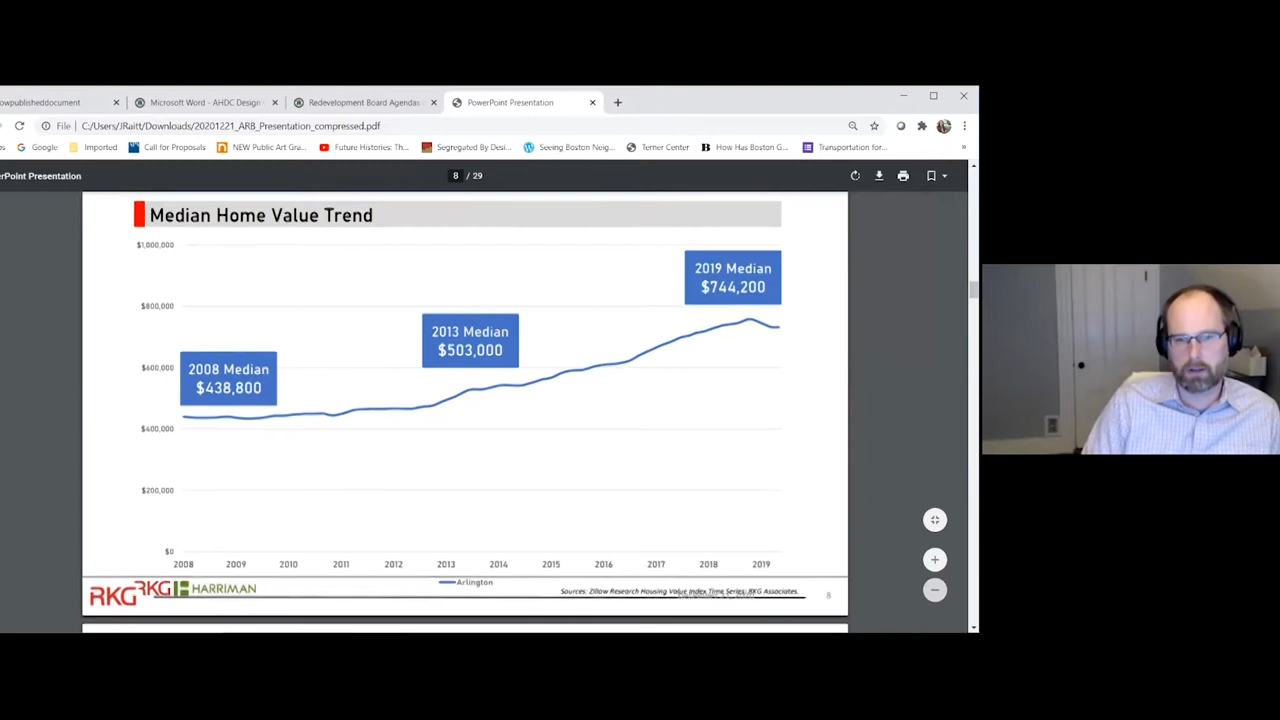 owpublisheddocument
Microsoft Word - AHDC Design -
Redevelopment Board Agendas
PowerPoint Presentation
File C:/Users/JRaitt/Downloads/20201221_ARB_Presentation_compressed.pdf
Google Imported Call for Proposals NEW Public Art Gra... Future Histories: Th... Segregated By Desi... Seeing Boston Neig... Terner Center How Has Boston G... Transportation for...
erPoint Presentation 8 / 29
Median Home Value Trend
$1,000,000
2019 Median
$744,200
$800,000
2013 Median
$503,000
$600,000
2008 Median
$438,800
$400,000
$200,000
$0
2008 2009 2010 2011 2012 2013 2014 2015 2016 2017 2018 2019
Arlington
RKG RKG HARRIMAN
Sources: Zillow Research Housing Value Index Time Series; RKG Associates.
8